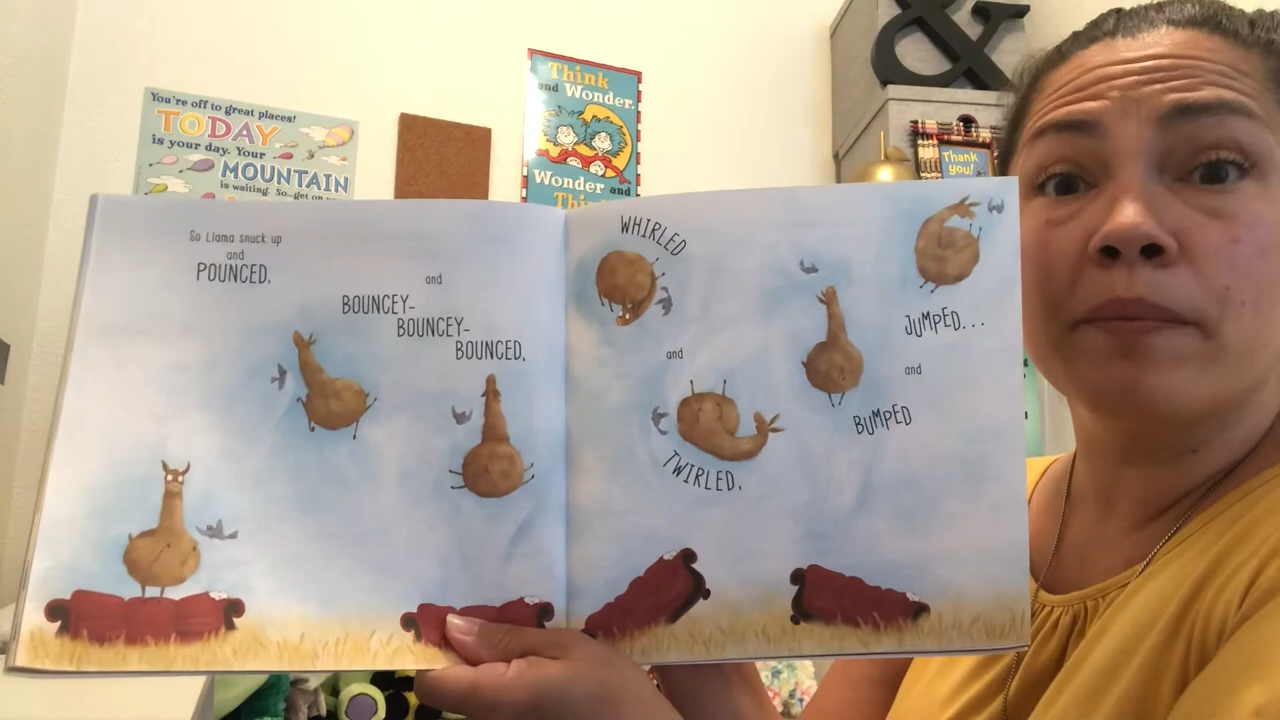 You're off to great places!
TODAY
is your day. Your
MOUNTAIN
is waiting. So...get on
Think
and Wonder.
Wonder and
Think
&
Thank
you!
So Llama snuck up
and
POUNCED,
and
BOUNCEY-
BOUNCEY-
BOUNCED,
WHIRLED
and
TWIRLED,
JUMPED...
and
BUMPED